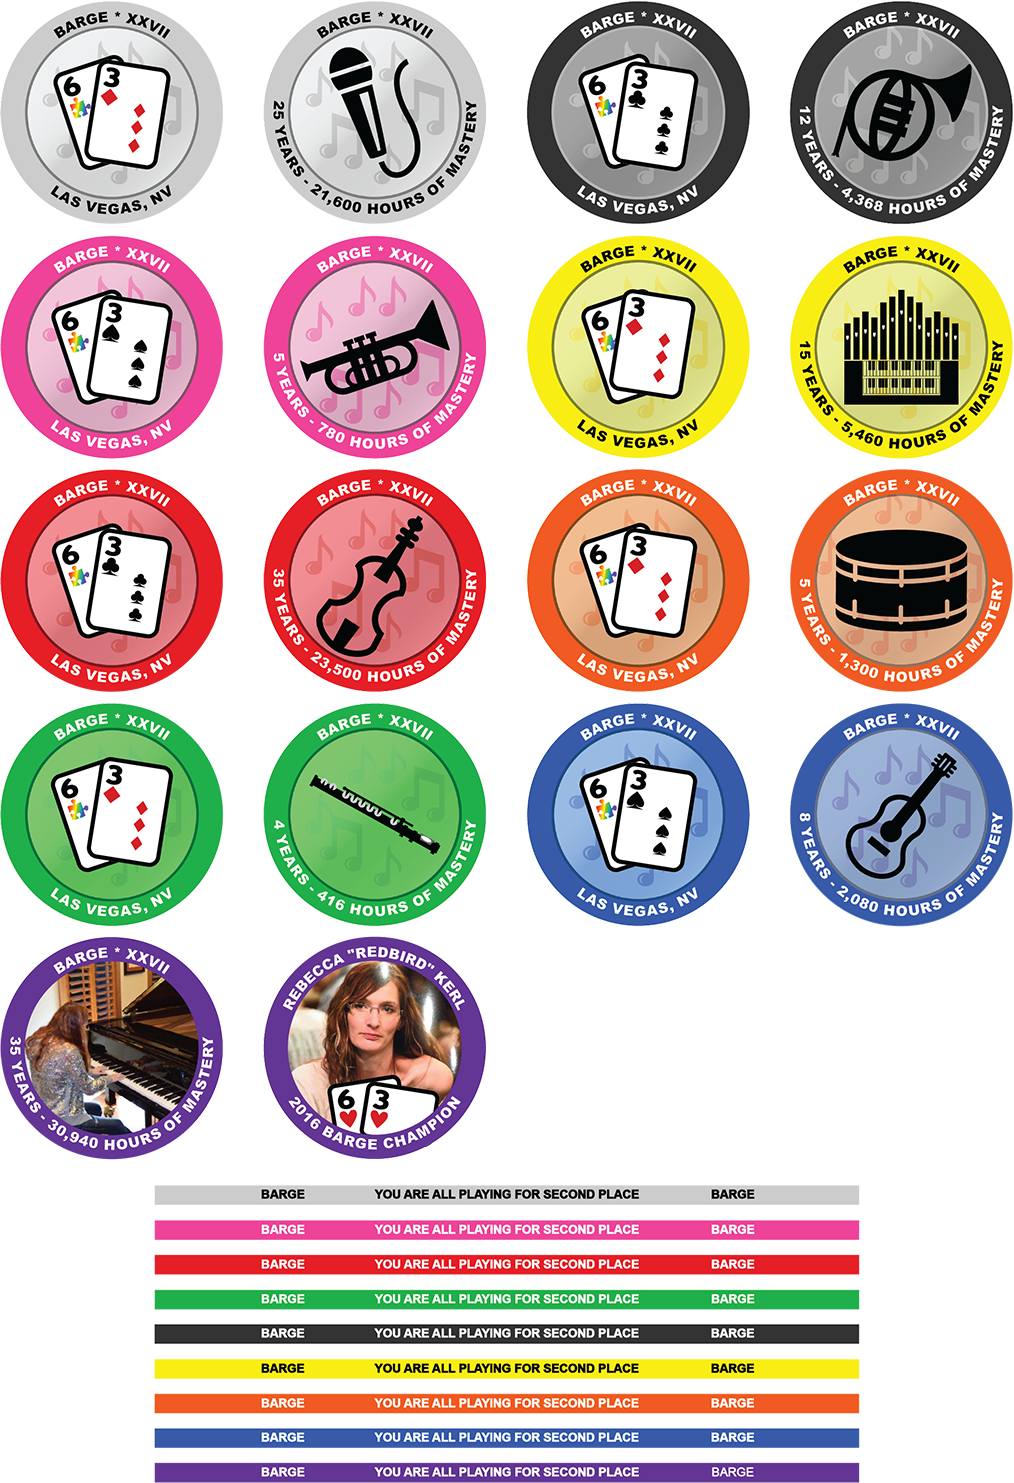 BARGE * XXVII
6
3
LAS VEGAS, NV
25 YEARS - 21,600 HOURS OF MASTERY
BARGE * XXVII
6
3
LAS VEGAS, NV
12 YEARS - 4,368 HOURS OF MASTERY
BARGE * XXVII
6
3
LAS VEGAS, NV
BARGE * XXVII
5 YEARS - 780 HOURS OF MASTERY
BARGE * XXVII
6
3
LAS VEGAS, NV
BARGE * XXVII
15 YEARS - 5,460 HOURS OF MASTERY
BARGE * XXVII
6
3
LAS VEGAS, NV
BARGE * XXVII
35 YEARS - 23,500 HOURS OF MASTERY
BARGE * XXVII
6
3
LAS VEGAS, NV
BARGE * XXVII
5 YEARS - 1,300 HOURS OF MASTERY
BARGE * XXVII
6
3
LAS VEGAS, NV
BARGE * XXVII
4 YEARS - 416 HOURS OF MASTERY
BARGE * XXVII
6
3
LAS VEGAS, NV
BARGE * XXVII
8 YEARS - 2,080 HOURS OF MASTERY
BARGE * XXVII
35 YEARS - 30,940 HOURS OF MASTERY
REBECCA "REDBIRD" KERL
6
3
2016 BARGE CHAMPION
BARGE YOU ARE ALL PLAYING FOR SECOND PLACE BARGE
BARGE YOU ARE ALL PLAYING FOR SECOND PLACE BARGE
BARGE YOU ARE ALL PLAYING FOR SECOND PLACE BARGE
BARGE YOU ARE ALL PLAYING FOR SECOND PLACE BARGE
BARGE YOU ARE ALL PLAYING FOR SECOND PLACE BARGE
BARGE YOU ARE ALL PLAYING FOR SECOND PLACE BARGE
BARGE YOU ARE ALL PLAYING FOR SECOND PLACE BARGE
BARGE YOU ARE ALL PLAYING FOR SECOND PLACE BARGE
BARGE YOU ARE ALL PLAYING FOR SECOND PLACE BARGE